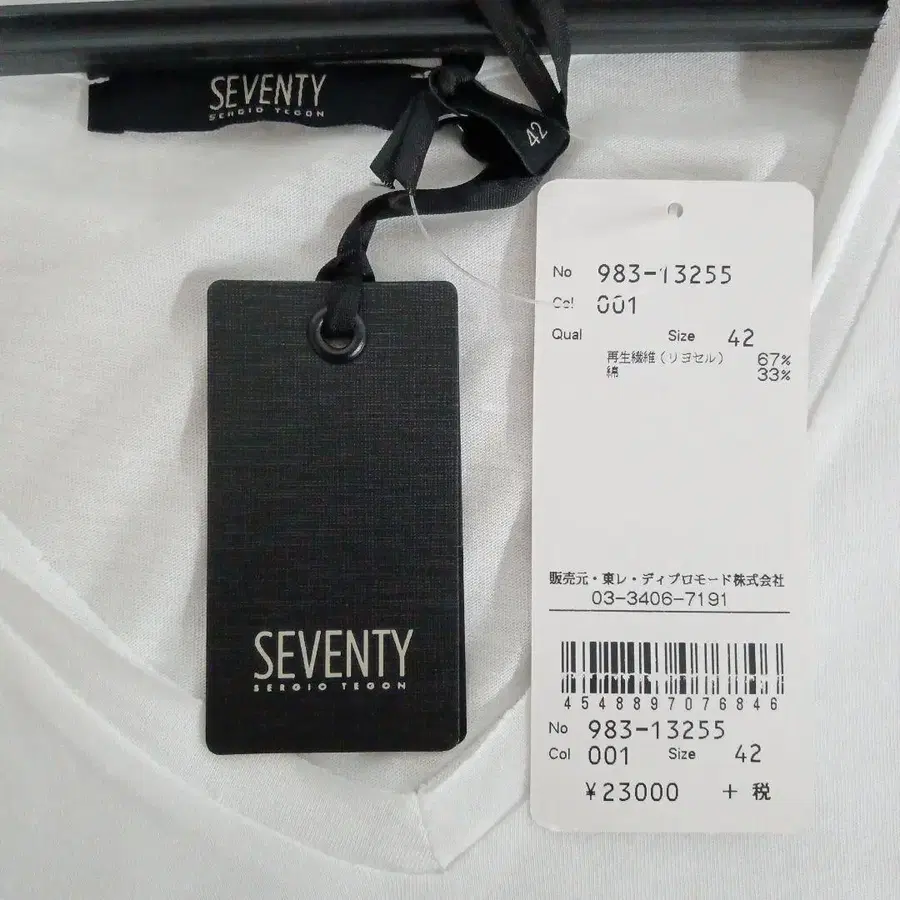 SEVENTY
SERGIO TEGON
42
SEVENTY
SERGIO TEGON
No 983-13255
Col 001
Qual Size 42
再生繊維(リヨセル) 67%
綿 33%
販売元・東レ・ディプロモード株式会社
03-3406-7191
4548897076846
No 983-13255
Col 001 Size 42
¥23000 + 税